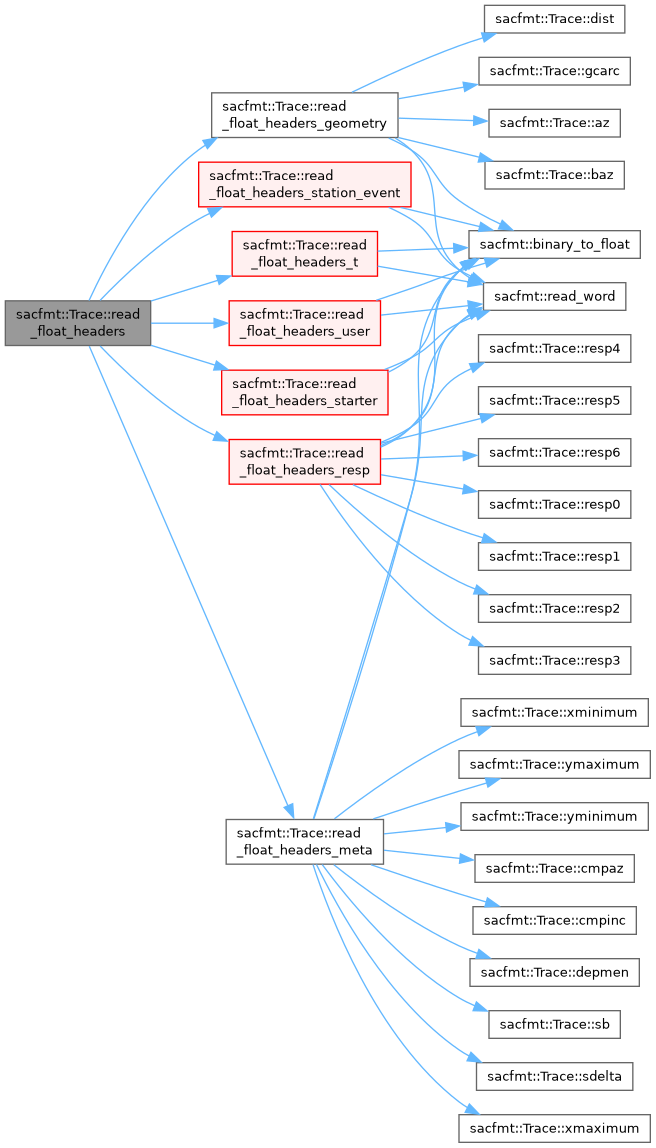 sacfmt::Trace::read
_float_headers
sacfmt::Trace::read
_float_headers_geometry
sacfmt::Trace::read
_float_headers_station_event
sacfmt::Trace::read
_float_headers_t
sacfmt::Trace::read
_float_headers_user
sacfmt::Trace::read
_float_headers_starter
sacfmt::Trace::read
_float_headers_resp
sacfmt::Trace::read
_float_headers_meta
sacfmt::Trace::dist
sacfmt::Trace::gcarc
sacfmt::Trace::az
sacfmt::Trace::baz
sacfmt::binary_to_float
sacfmt::read_word
sacfmt::Trace::resp4
sacfmt::Trace::resp5
sacfmt::Trace::resp6
sacfmt::Trace::resp0
sacfmt::Trace::resp1
sacfmt::Trace::resp2
sacfmt::Trace::resp3
sacfmt::Trace::xminimum
sacfmt::Trace::ymaximum
sacfmt::Trace::yminimum
sacfmt::Trace::cmpaz
sacfmt::Trace::cmpinc
sacfmt::Trace::depmen
sacfmt::Trace::sb
sacfmt::Trace::sdelta
sacfmt::Trace::xmaximum